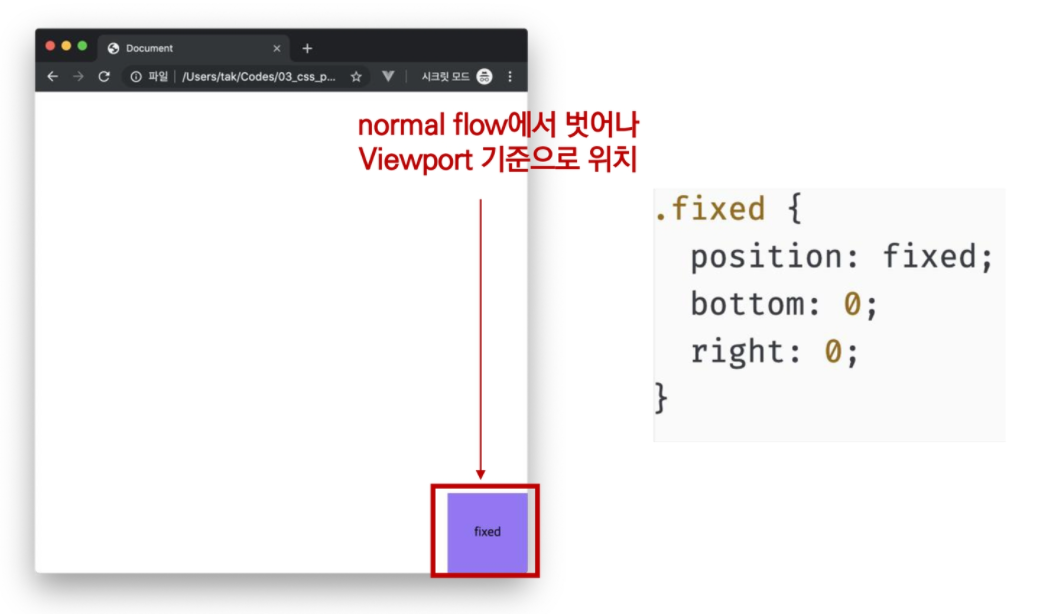 Document
파일 /Users/tak/Codes/03_css_p... 시크릿 모드
normal flow에서 벗어나
Viewport 기준으로 위치
.fixed {
position: fixed;
bottom: 0;
right: 0;
}
fixed